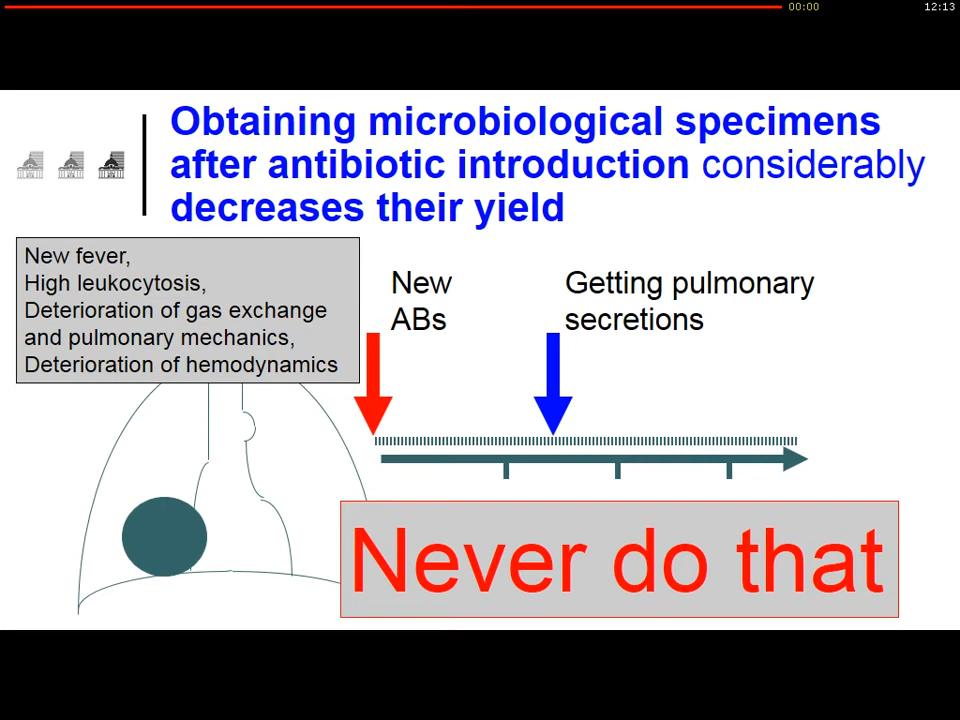 00:00
12:13
Obtaining microbiological specimens
after antibiotic introduction considerably
decreases their yield
New fever,
High leukocytosis,
Deterioration of gas exchange
and pulmonary mechanics,
Deterioration of hemodynamics
New
ABs
Getting pulmonary
secretions
Never do that